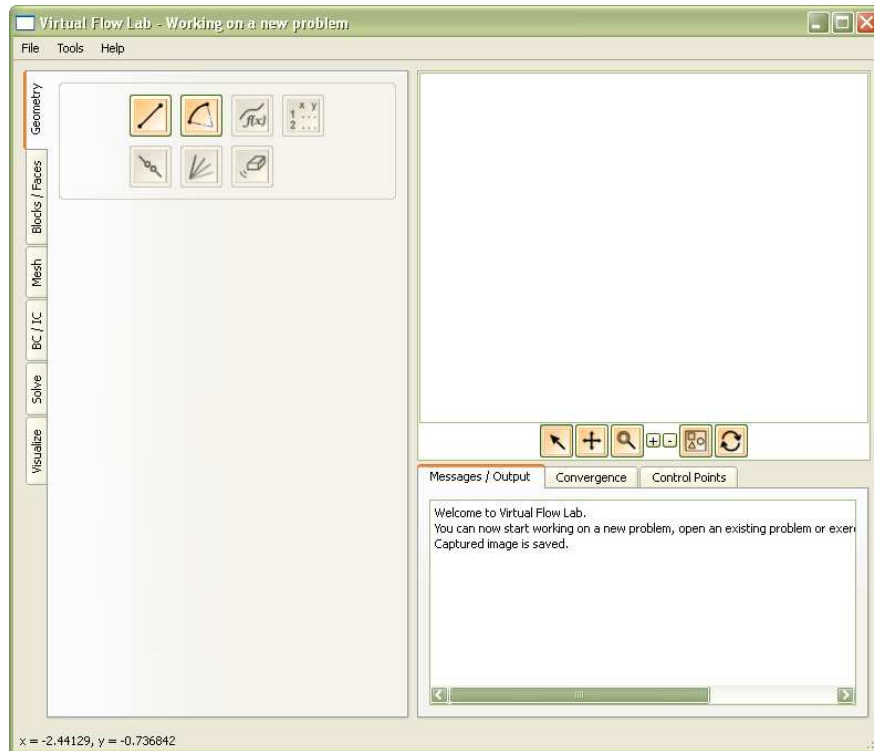 Virtual Flow Lab - Working on a new problem
File Tools Help
Geometry
Blocks / Faces
Mesh
BC / IC
Solve
Visualize
f(x)
x y
1
2
Messages / Output Convergence Control Points
Welcome to Virtual Flow Lab.
You can now start working on a new problem, open an existing problem or exer
Captured image is saved.
x = -2.44129, y = -0.736842